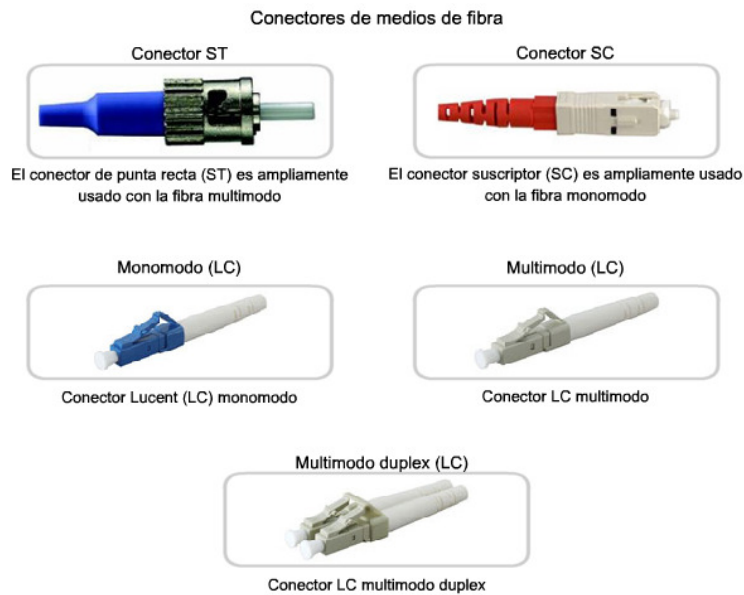 Conectores de medios de fibra
Conector ST
Conector SC
El conector de punta recta (ST) es ampliamente
usado con la fibra multimodo
El conector suscriptor (SC) es ampliamente usado
con la fibra monomodo
Monomodo (LC)
Multimodo (LC)
Conector Lucent (LC) monomodo
Conector LC multimodo
Multimodo duplex (LC)
Conector LC multimodo duplex